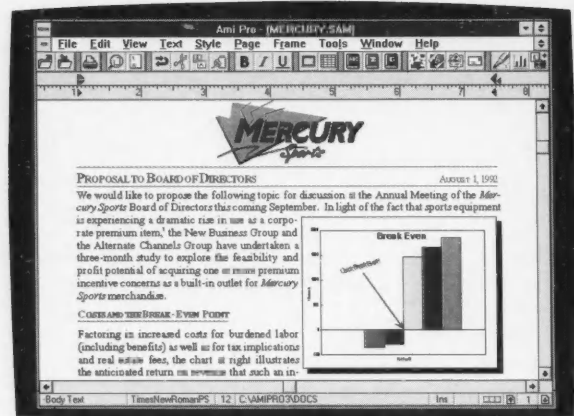 Ami Pro - [MERCURY.SAM]
File Edit View Text Style Page Frame Tools Window Help
B I U
MERCURY
Sports
PROPOSAL TO BOARD OF DIRECTORS AUGUST 1, 1992
We would like to propose the following topic for discussion at the Annual Meeting of the Mer-
cury Sports Board of Directors this coming September. In light of the fact that sports equipment
is experiencing a dramatic rise in use as a corpo-
rate premium item, the New Business Group and
the Alternate Channels Group have undertaken a
three-month study to explore the feasibility and
profit potential of acquiring one or more premium
incentive concerns as a built-in outlet for Mercury
Sports merchandise.
Break Even
COSTS AND THE BREAK-EVEN POINT
Factoring in increased costs for burdened labor
(including benefits) as well as for tax implications
and real estate fees, the chart at right illustrates
the anticipated return on revenue that such an in-
Body Text TimesNewRomanPS 12 C:\AMIPRO3\DOCS Ins 1